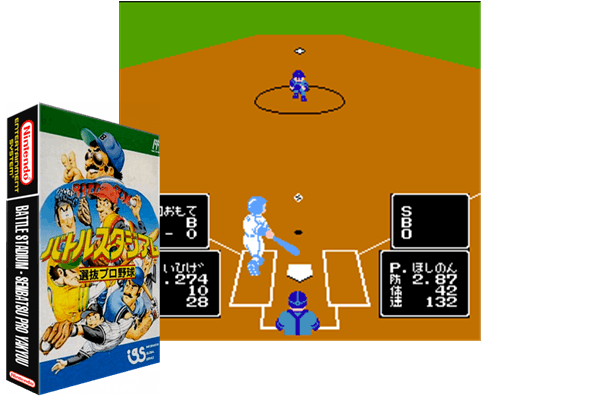 Nintendo
ENTERTAINMENT
SYSTEM
BATTLE STADIUM - SENBATSU PRO YAKYUU
Nintendo
バトルスタジアム
選抜プロ野球
igs
おもて
B
- 0
いひげ
.274
10
28
S
B
O
P. ほしのん
防 2.87
体 42
速 132